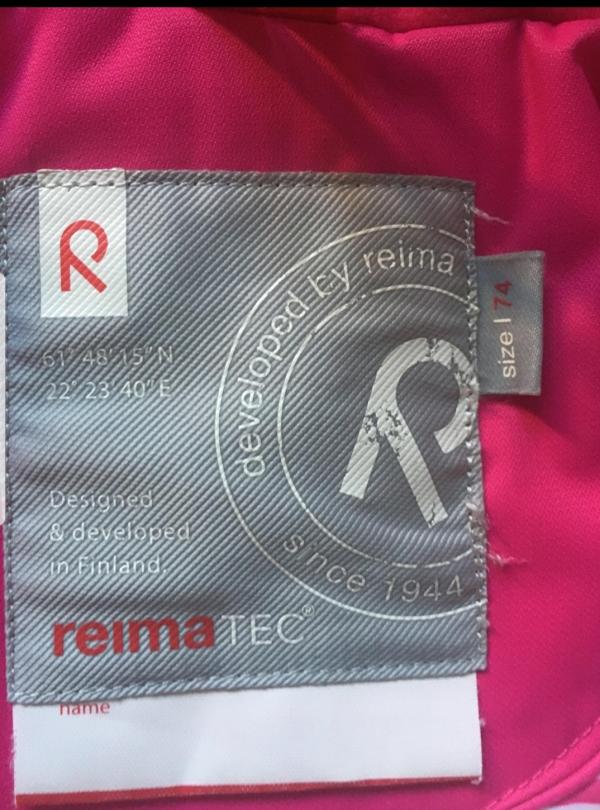 R
61° 48' 15" N
22° 23' 40" E
developed by reima
R
since 1944
size | 74
Designed
& developed
in Finland.
reimaTEC®
name